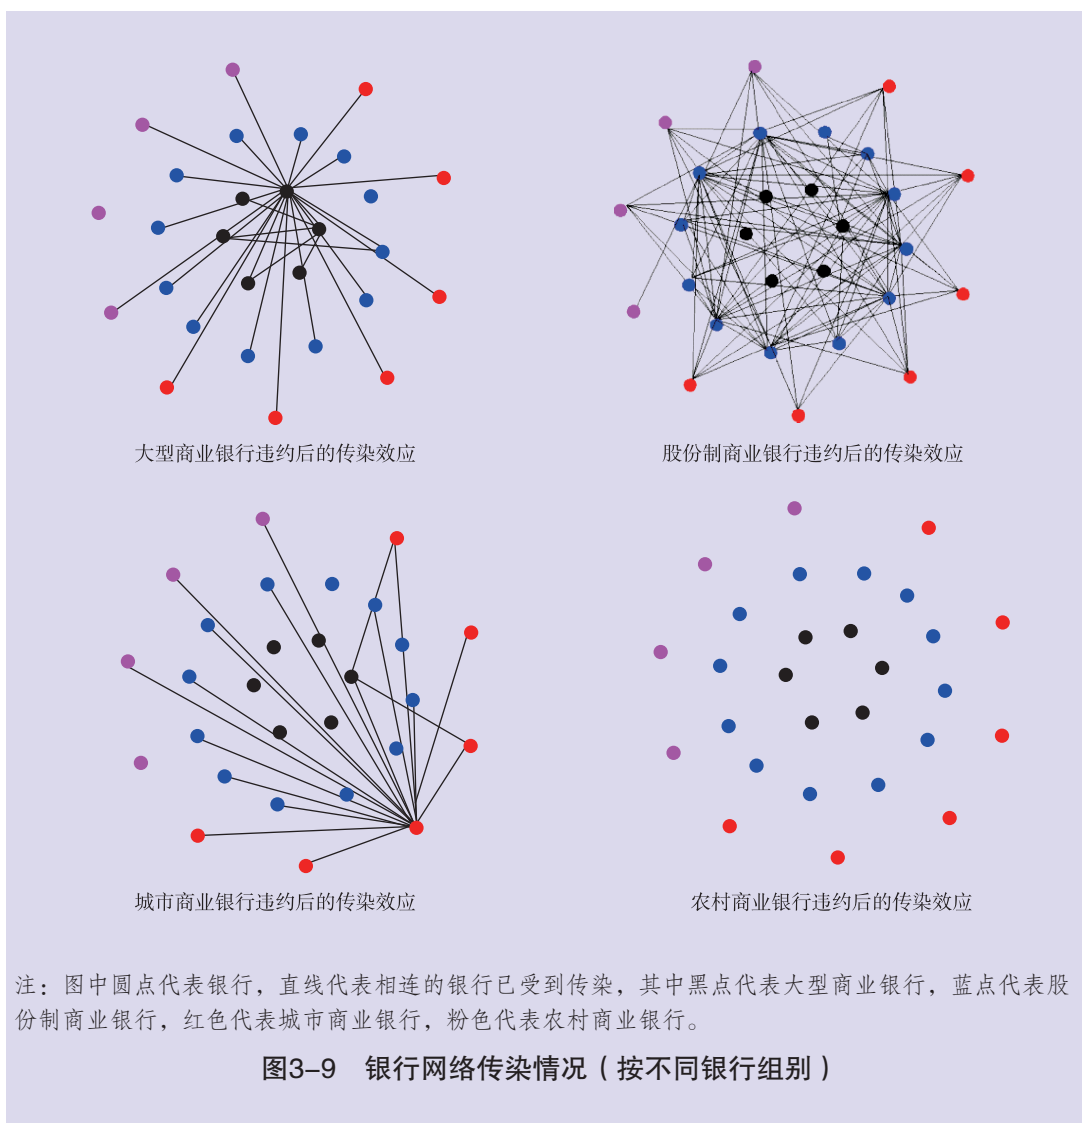 大型商业银行违约后的传染效应
股份制商业银行违约后的传染效应
城市商业银行违约后的传染效应
农村商业银行违约后的传染效应
注：图中圆点代表银行，直线代表相连的银行已受到传染，其中黑点代表大型商业银行，蓝点代表股
份制商业银行，红色代表城市商业银行，粉色代表农村商业银行。
图3-9 银行网络传染情况（按不同银行组别）